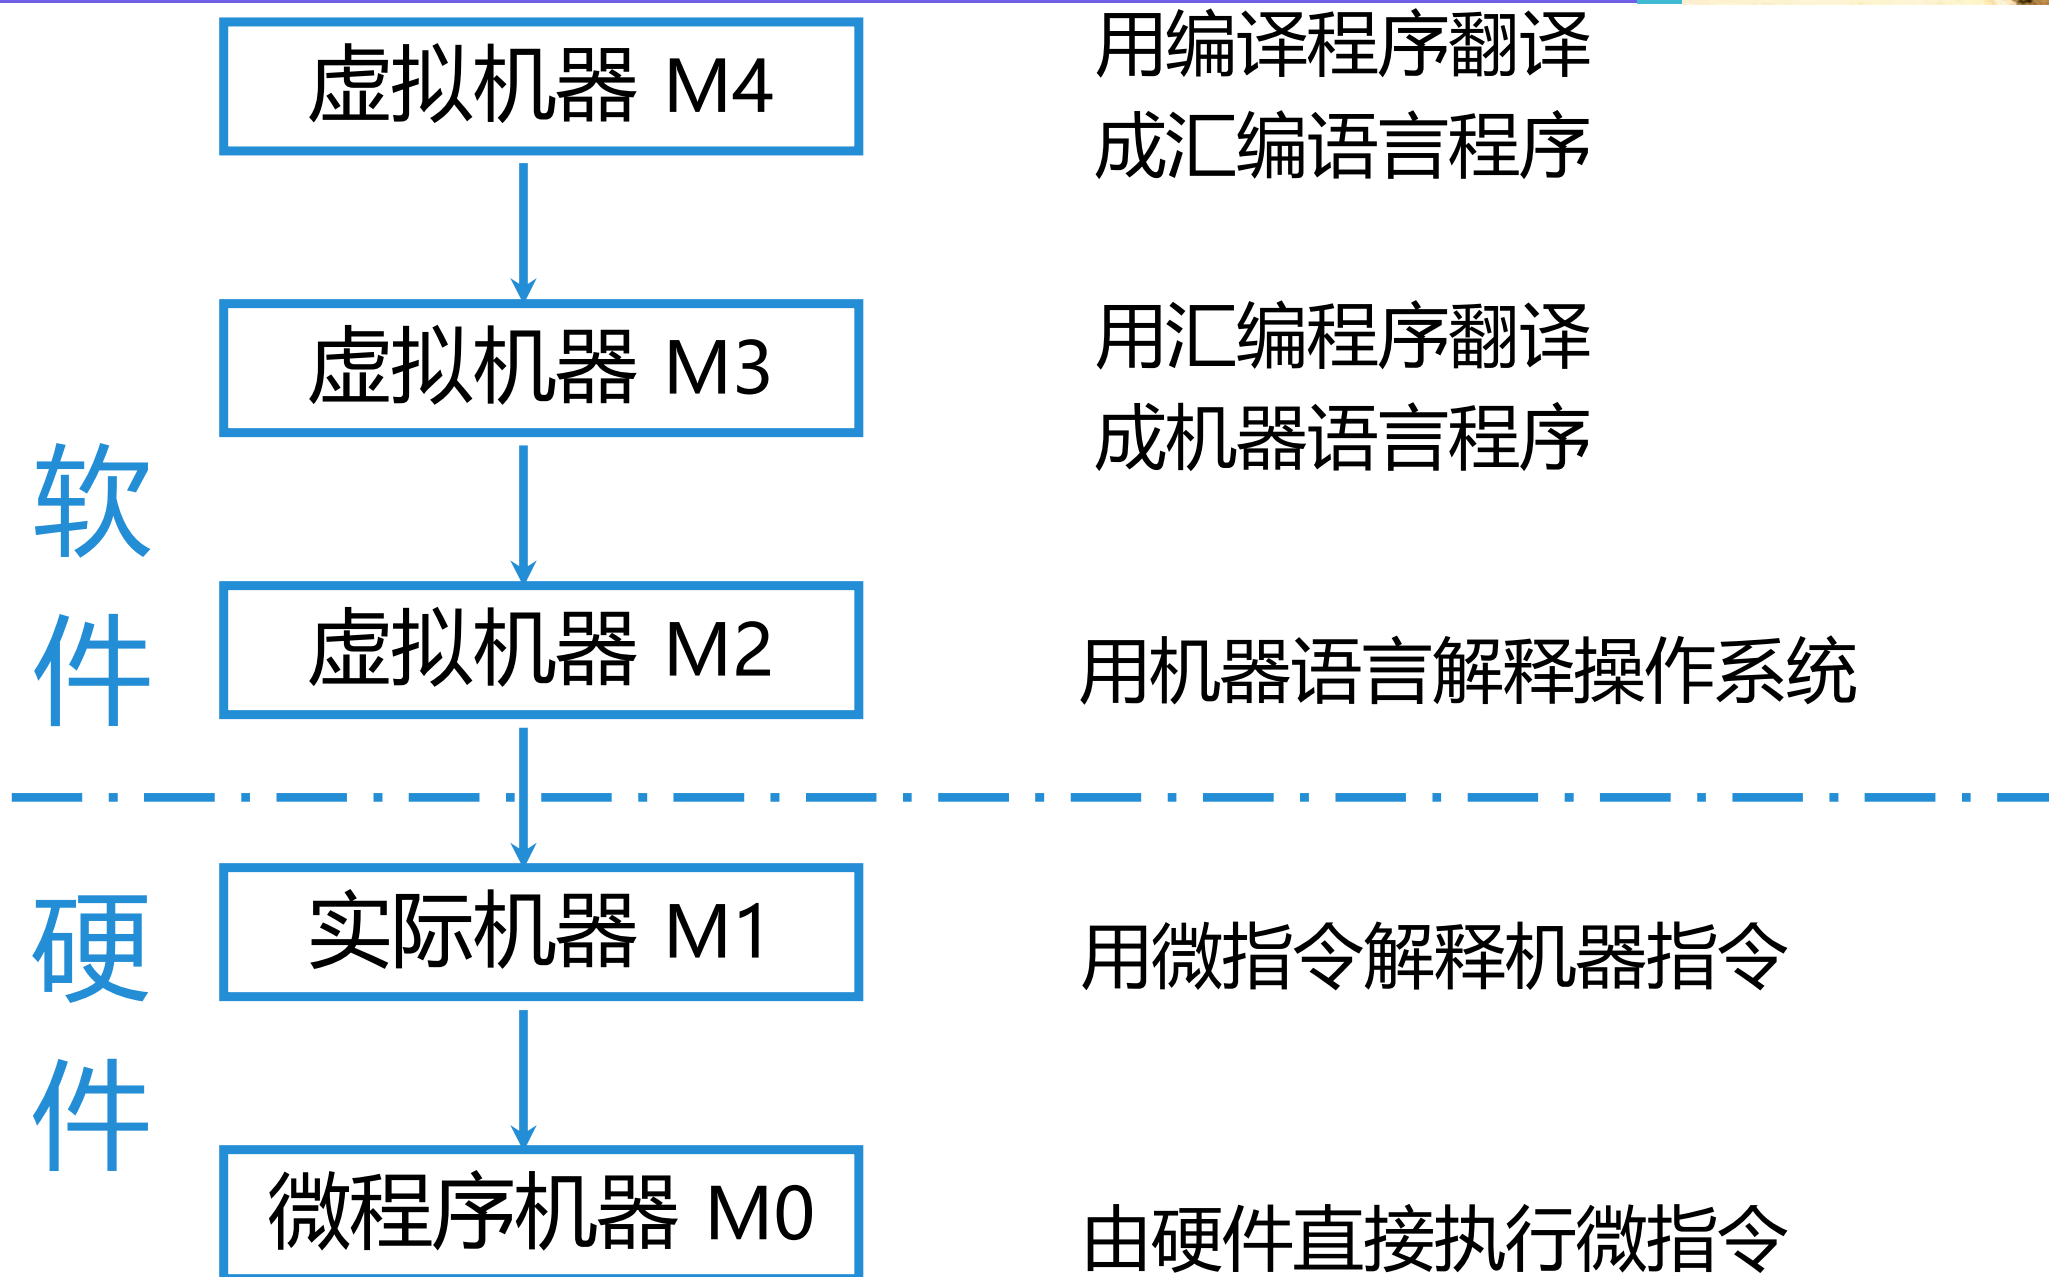 虚拟机器 M4
用编译程序翻译
成汇编语言程序
虚拟机器 M3
用汇编程序翻译
成机器语言程序
软
件
虚拟机器 M2
用机器语言解释操作系统
硬
件
实际机器 M1
用微指令解释机器指令
微程序机器 M0
由硬件直接执行微指令